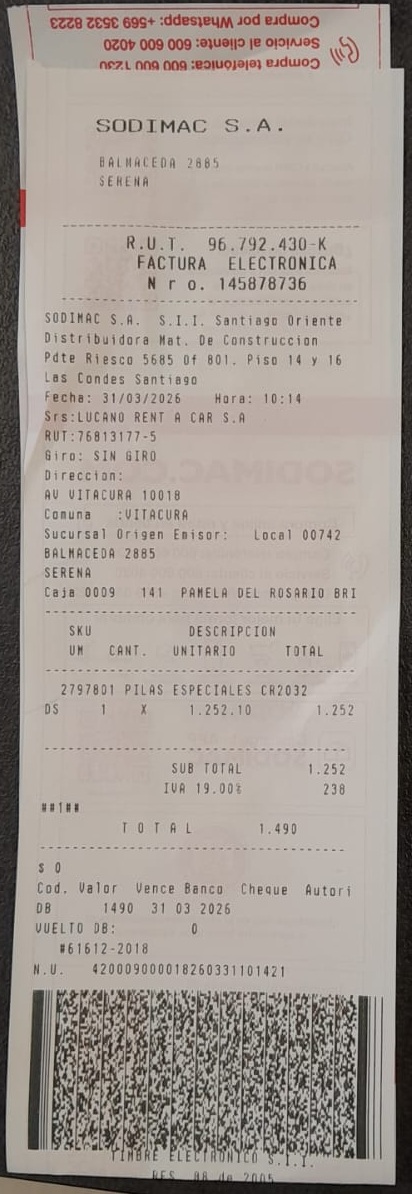 Compra por Whatsapp: +569 3532 8223
Servicio al cliente: 600 600 4020
Compra telefónica: 600 600 1230
SODIMAC S.A.
BALMACEDA 2885
SERENA
R.U.T. 96.792.430-K
FACTURA ELECTRONICA
N r o. 145878736
SODIMAC S.A. S.I.I. Santiago Oriente
Distribuidora Mat. De Construccion
Pdte Riesco 5685 Of 801. Piso 14 y 16
Las Condes Santiago
Fecha: 31/03/2026 Hora: 10:14
Srs:LUCANO RENT A CAR S.A
RUT:76813177-5
Giro: SIN GIRO
Direccion:
AV VITACURA 10018
Comuna :VITACURA
Sucursal Origen Emisor: Local 00742
BALMACEDA 2885
SERENA
Caja 0009 141 PAMELA DEL ROSARIO BRI
SKU DESCRIPCION
UM CANT. UNITARIO TOTAL
2797801 PILAS ESPECIALES CR2032
DS 1 X 1.252.10 1.252
SUB TOTAL 1.252
IVA 19.00% 238
##1##
T O T A L 1.490
$ 0
Cod. Valor Vence Banco Cheque Autori
DB 1490 31 03 2026
VUELTO DB: 0
#61612-2018
N.U. 420009000018260331101421
TIMBRE ELECTRONICO S.I.I.
RES. 08 de 2005